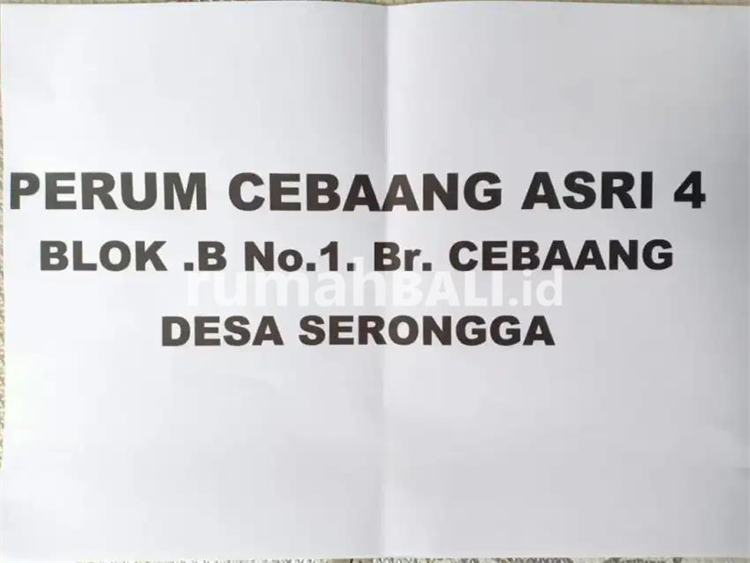 PERUM CEBAANG ASRI 4
BLOK .B No.1. Br. CEBAANG
rumahBALI.id
DESA SERONGGA